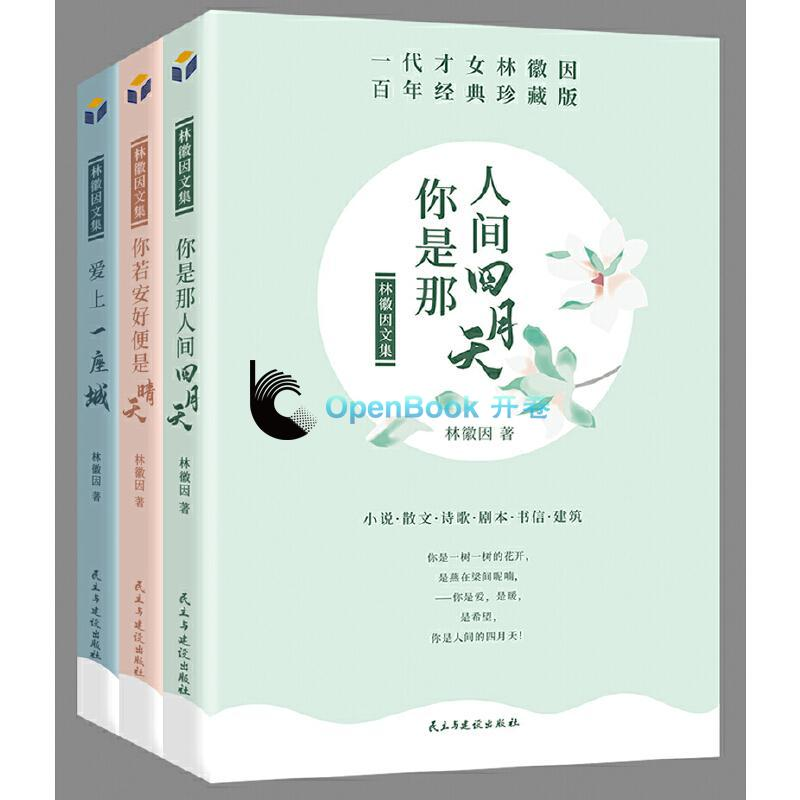 一代才女林徽因
百年经典珍藏版
你是那
人间四月天
林徽因文集
林徽因 著
小说·散文·诗歌·剧本·书信·建筑
你是一树一树的花开,
是燕在梁间呢喃,
——你是爱,是暖,
是希望,
你是人间的四月天!
民主与建设出版社
林徽因文集
你是那人间四月天
林徽因 著
民主与建设出版社
林徽因文集
你若安好便是晴天
林徽因 著
民主与建设出版社
林徽因文集
爱上一座城
林徽因 著
民主与建设出版社
OpenBook 开卷